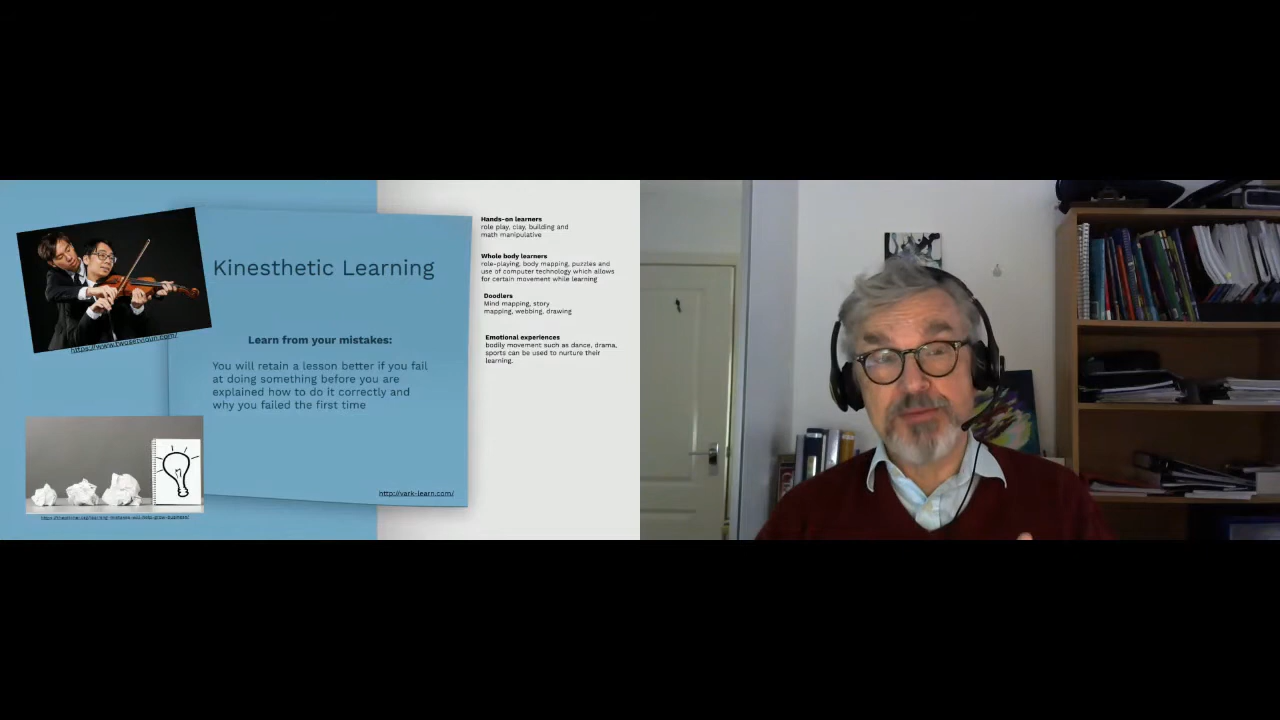 Kinesthetic Learning
Learn from your mistakes:
You will retain a lesson better if you fail
at doing something before you are
explained how to do it correctly and
why you failed the first time
http://vark-learn.com/
Hands-on learners
role play, clay, building and
math manipulative
Whole body learners
role-playing, body mapping, puzzles and
use of computer technology which allows
for certain movement while learning
Doodlers
Mind mapping, story
mapping, webbing, drawing
Emotional experiences
bodily movement such as dance, drama,
sports can be used to nurture their
learning.